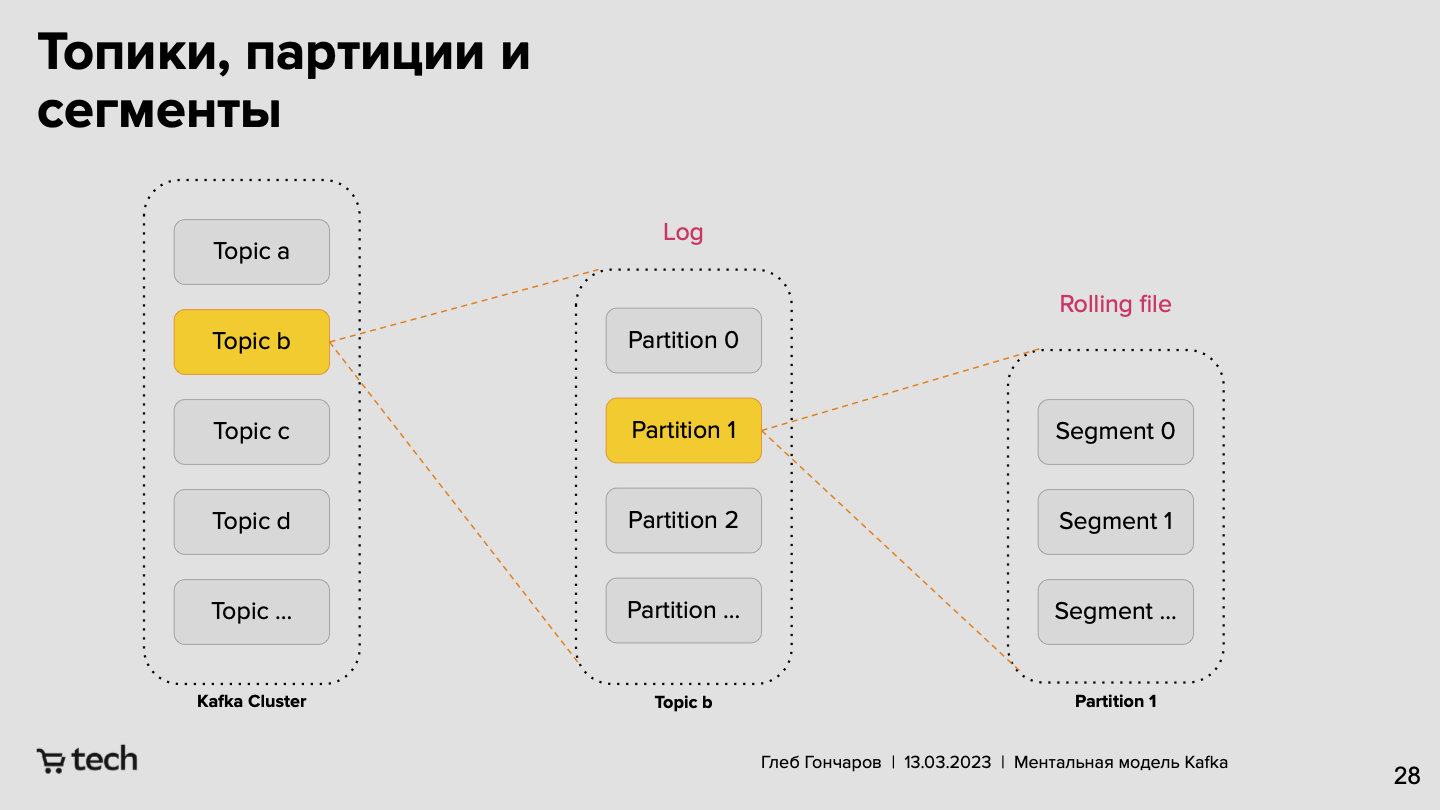 Топики, партиции и
сегменты
Topic a
Topic b
Topic c
Topic d
Topic ...
Kafka Cluster
Log
Partition 0
Partition 1
Partition 2
Partition ...
Topic b
Rolling file
Segment 0
Segment 1
Segment ...
Partition 1
tech
Глеб Гончаров | 13.03.2023 | Ментальная модель Kafka
28